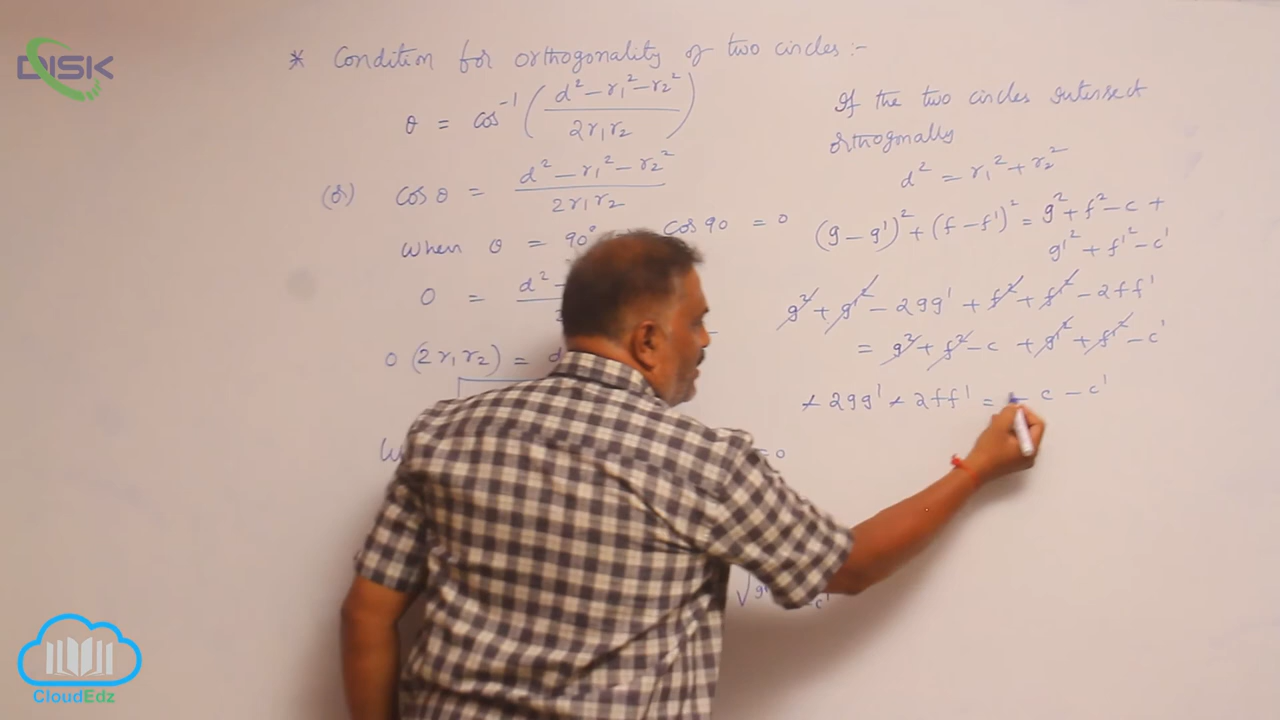 DISK
* Condition for orthogonality of two circles :-
θ = cos⁻¹ ( (d² - r₁² - r₂²) / 2r₁r₂ )
(or) cos θ = (d² - r₁² - r₂²) / 2r₁r₂
When θ = 90° cos 90 = 0
0 = d² -
0 (2r₁r₂) = d
= 0
If the two circles intersect
orthogonally
d² = r₁² + r₂²
(g - g')² + (f - f')² = g² + f² - c +
g'² + f'² - c'
g² + g'² - 2gg' + f² + f'² - 2ff'
= g² + f² - c + g'² + f'² - c'
- 2gg' - 2ff' = - c - c'
CloudEdz